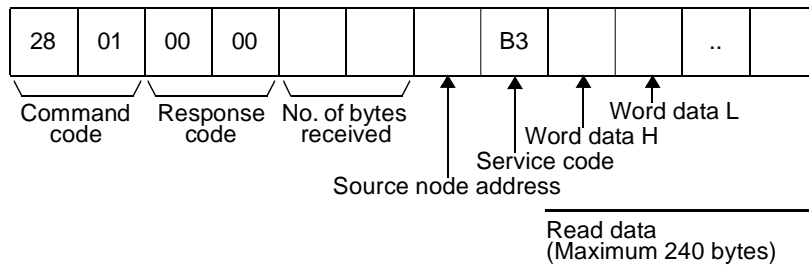 28 01 00 00 B3 ..
Command code
Response code
No. of bytes received
Word data L
Word data H
Service code
Source node address
Read data
(Maximum 240 bytes)